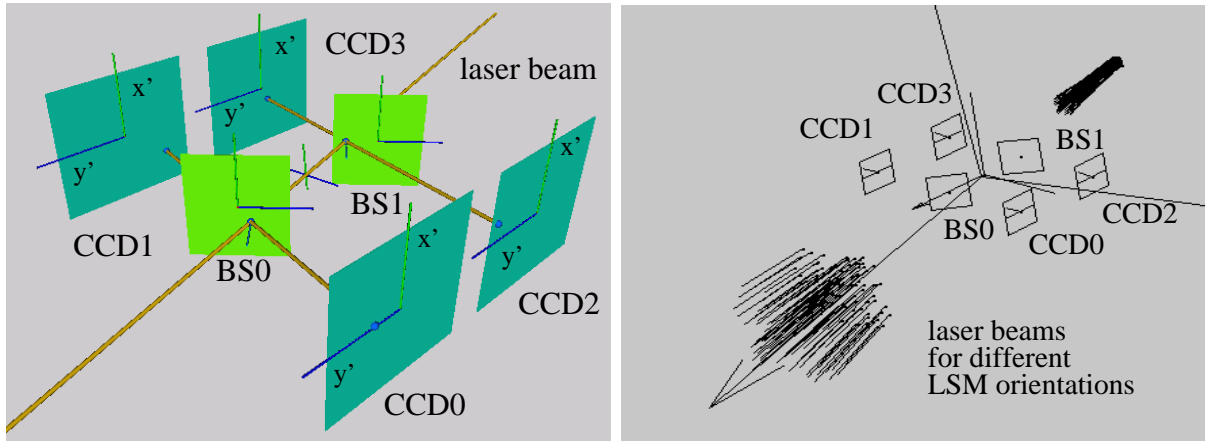 x’
CCD3
x’
laser beam
y’
y’
x’
BS1
CCD1
BS0
x’
y’
CCD2
y’
CCD0
CCD3
CCD1
BS1
CCD2
BS0
CCD0
laser beams
for different
LSM orientations